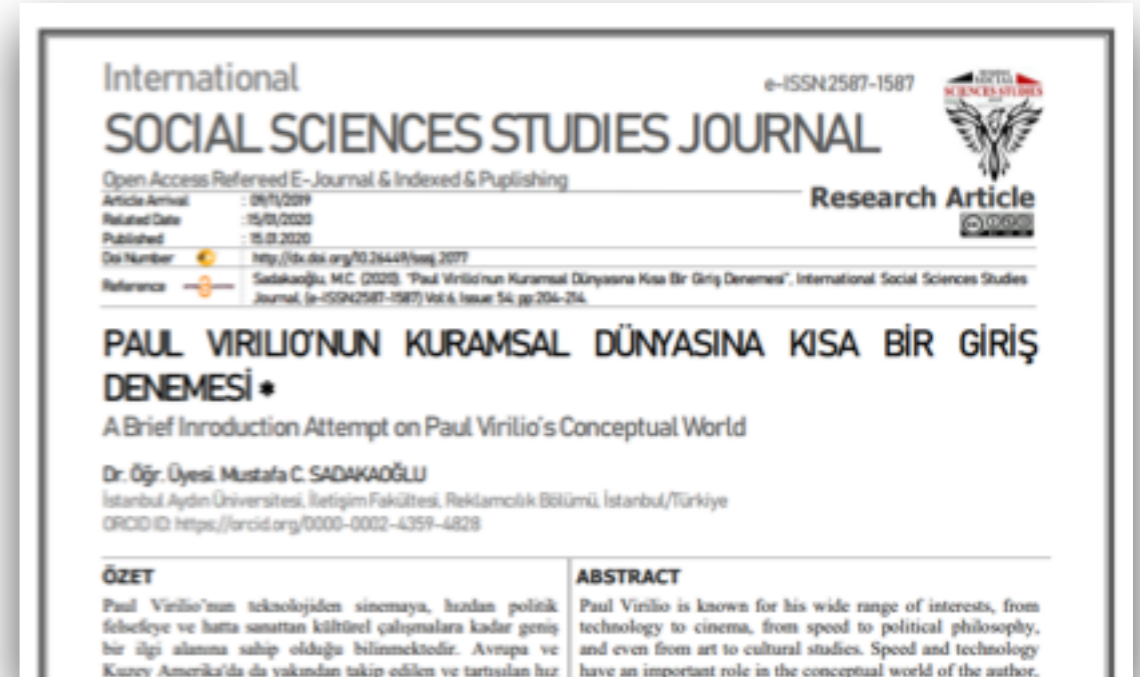 International
e-ISSN:2587-1587
SOCIAL SCIENCES STUDIES JOURNAL
SOCIAL
SCIENCES STUDIES
Open Access Refereed E-Journal & Indexed & Puplishing
Research Article
Article Arrival : 09/11/2019
Related Date : 15/01/2020
Published : 15.01.2020
Doi Number http://dx.doi.org/10.26449/sssj.2077
Reference Sadakaoğlu, M.C. (2020). "Paul Virilio'nun Kuramsal Dünyasına Kısa Bir Giriş Denemesi", International Social Sciences Studies
Journal, (e-ISSN:2587-1587) Vol:6, Issue: 54; pp:204-214.
PAUL VIRILIO'NUN KURAMSAL DÜNYASINA KISA BİR GİRİŞ
DENEMESİ *
A Brief Inroduction Attempt on Paul Virilio's Conceptual World
Dr. Öğr. Üyesi. Mustafa C. SADAKAOĞLU
İstanbul Aydın Üniversitesi, İletişim Fakültesi, Reklamcılık Bölümü, İstanbul/Türkiye
ORCID ID: https://orcid.org/0000-0002-4359-4828
ÖZET
Paul Virilio'nun teknolojiden sinemaya, hızdan politik
felsefeye ve hatta sanattan kültürel çalışmalara kadar geniş
bir ilgi alanına sahip olduğu bilinmektedir. Avrupa ve
Kuzey Amerika'da da yakından takip edilen ve tartışılan hız
ABSTRACT
Paul Virilio is known for his wide range of interests, from
technology to cinema, from speed to political philosophy,
and even from art to cultural studies. Speed and technology
have an important role in the conceptual world of the author,